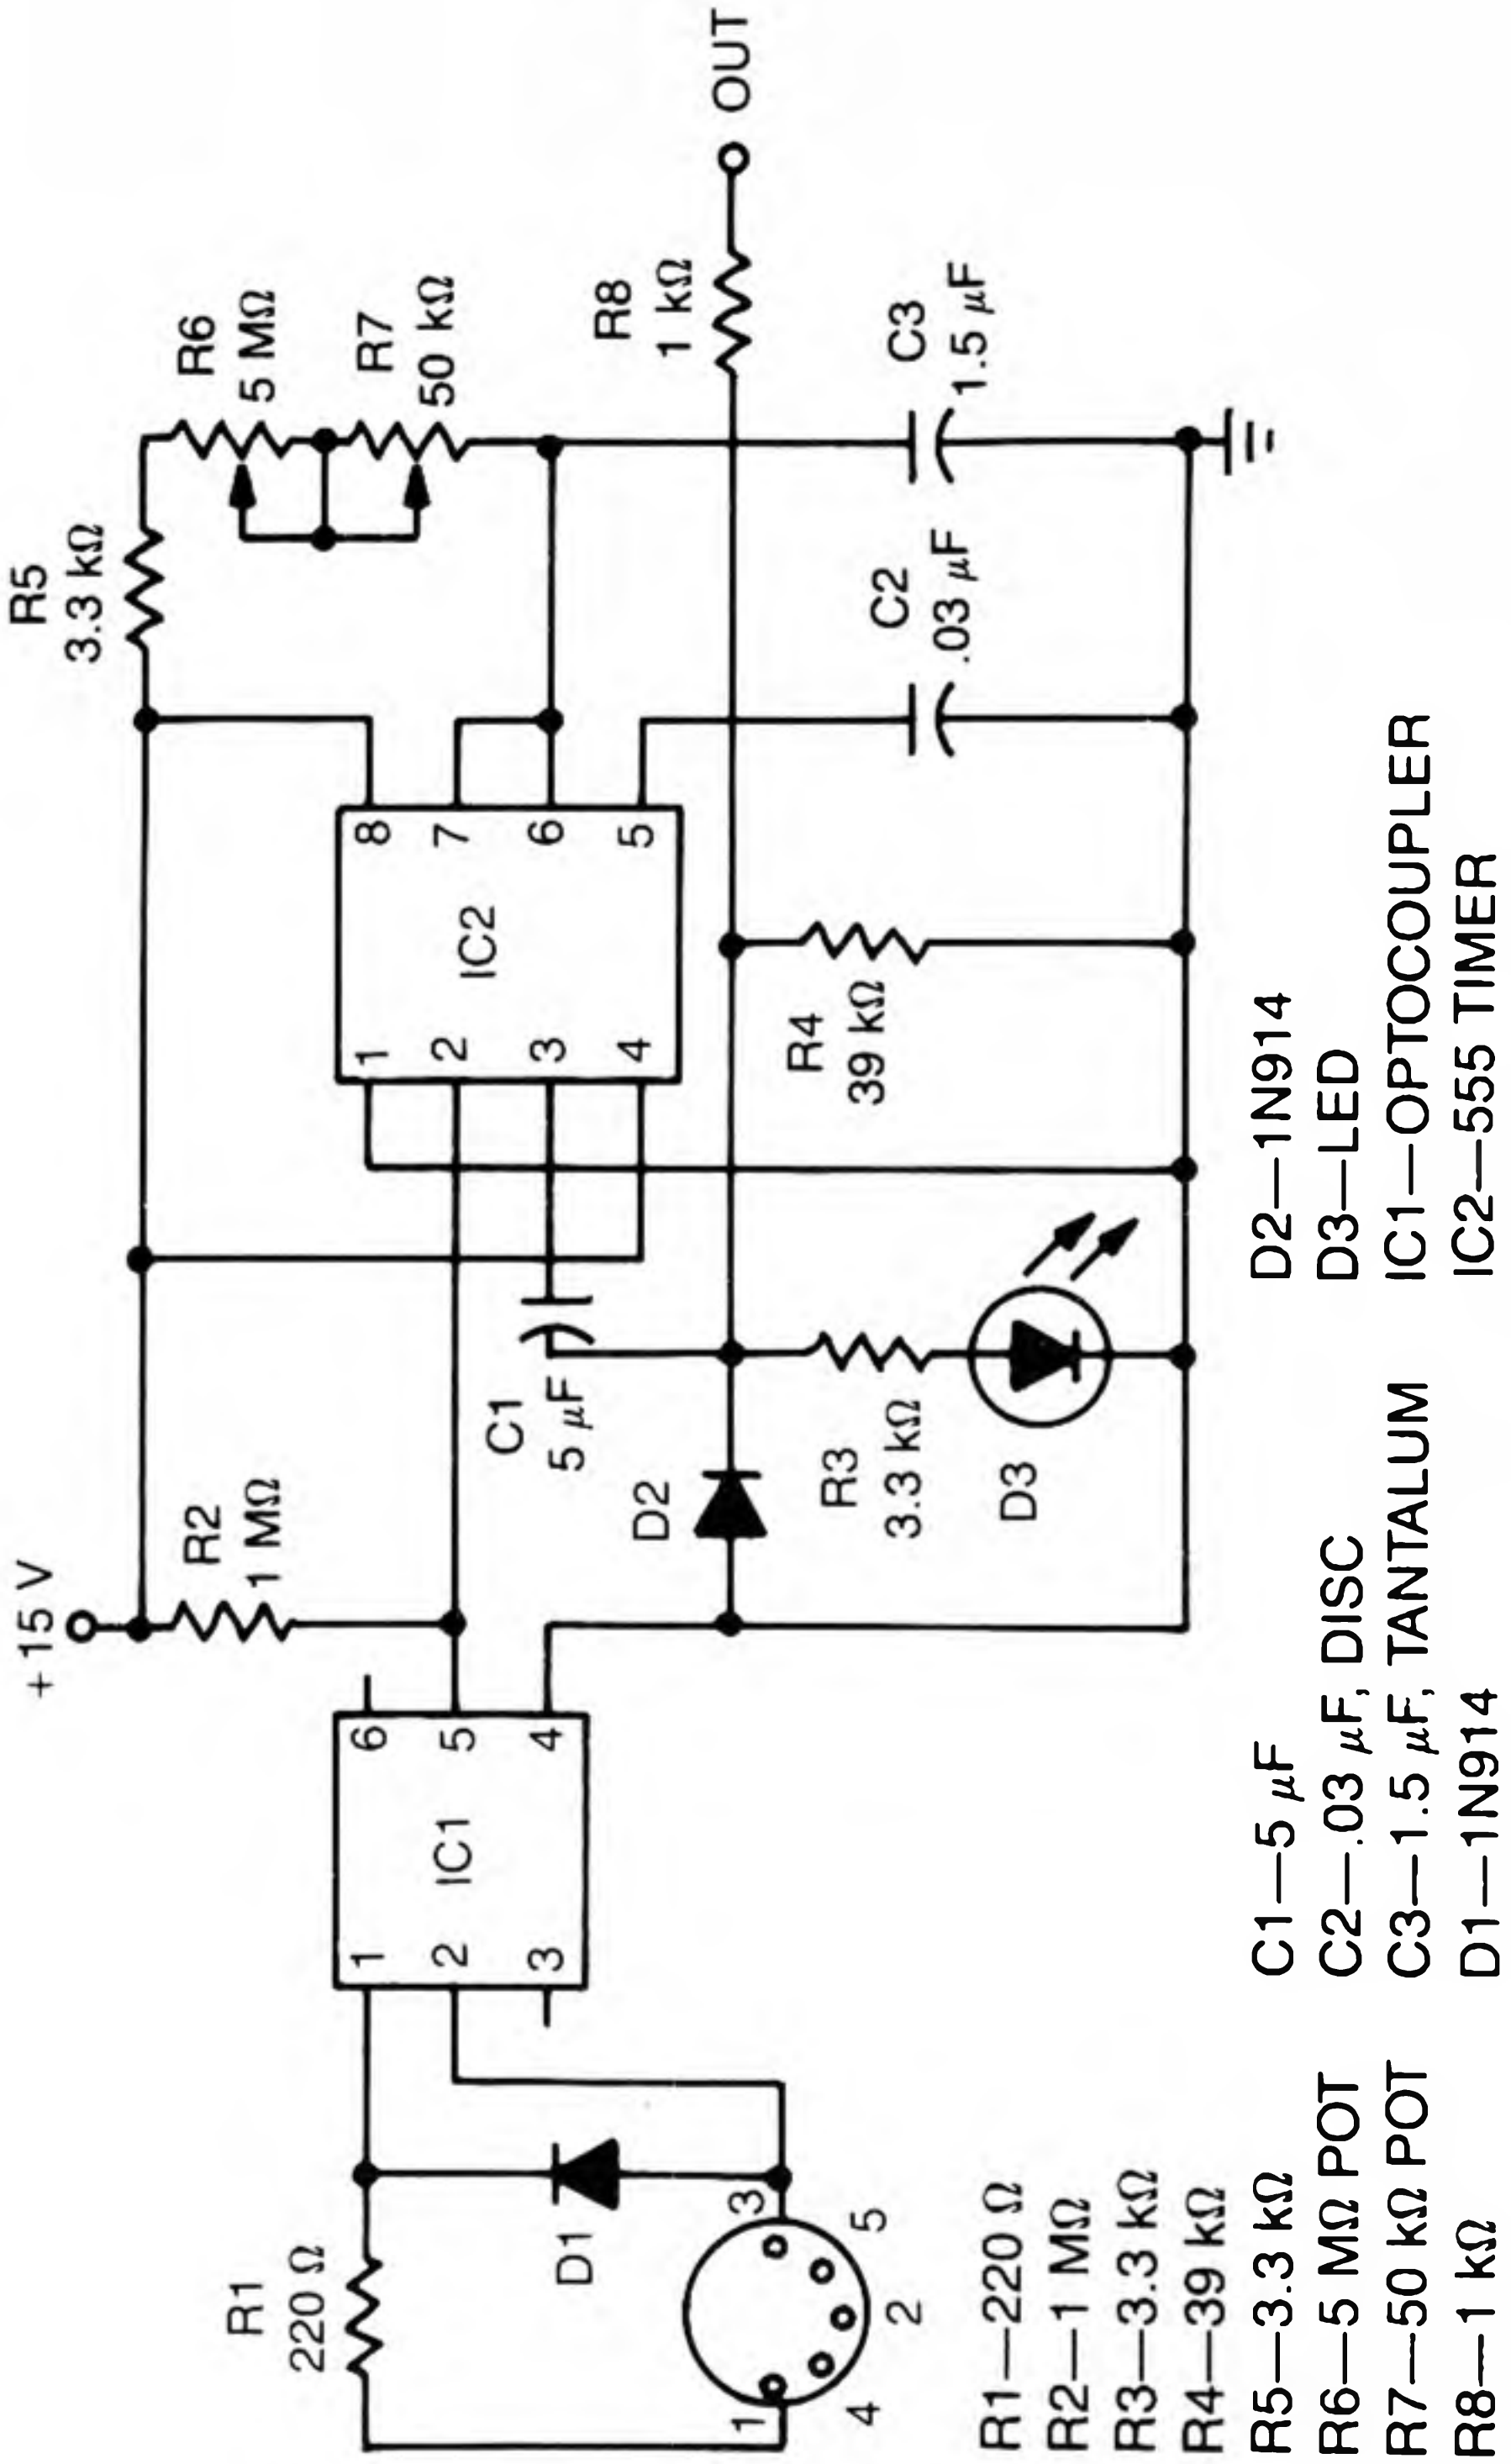 +15 V
R5
3.3 kΩ
R6
5 MΩ
R7
50 kΩ
R2
1 MΩ
R1
220 Ω
D1
1
2
3
IC1
6
5
4
1
2
3
4
IC2
8
7
6
5
C1
5 μF
R8
1 kΩ
OUT
D2
R3
3.3 kΩ
D3
R4
39 kΩ
C2
.03 μF
C3
1.5 μF
1
3
4
2
5
R1—220 Ω
R2—1 MΩ
R3—3.3 kΩ
R4—39 kΩ
R5—3.3 kΩ
R6—5 MΩ POT
R7—50 kΩ POT
R8—1 kΩ
C1—5 μF
C2—.03 μF, DISC
C3—1.5 μF, TANTALUM
D1—1N914
D2—1N914
D3—LED
IC1—OPTOCOUPLER
IC2—555 TIMER